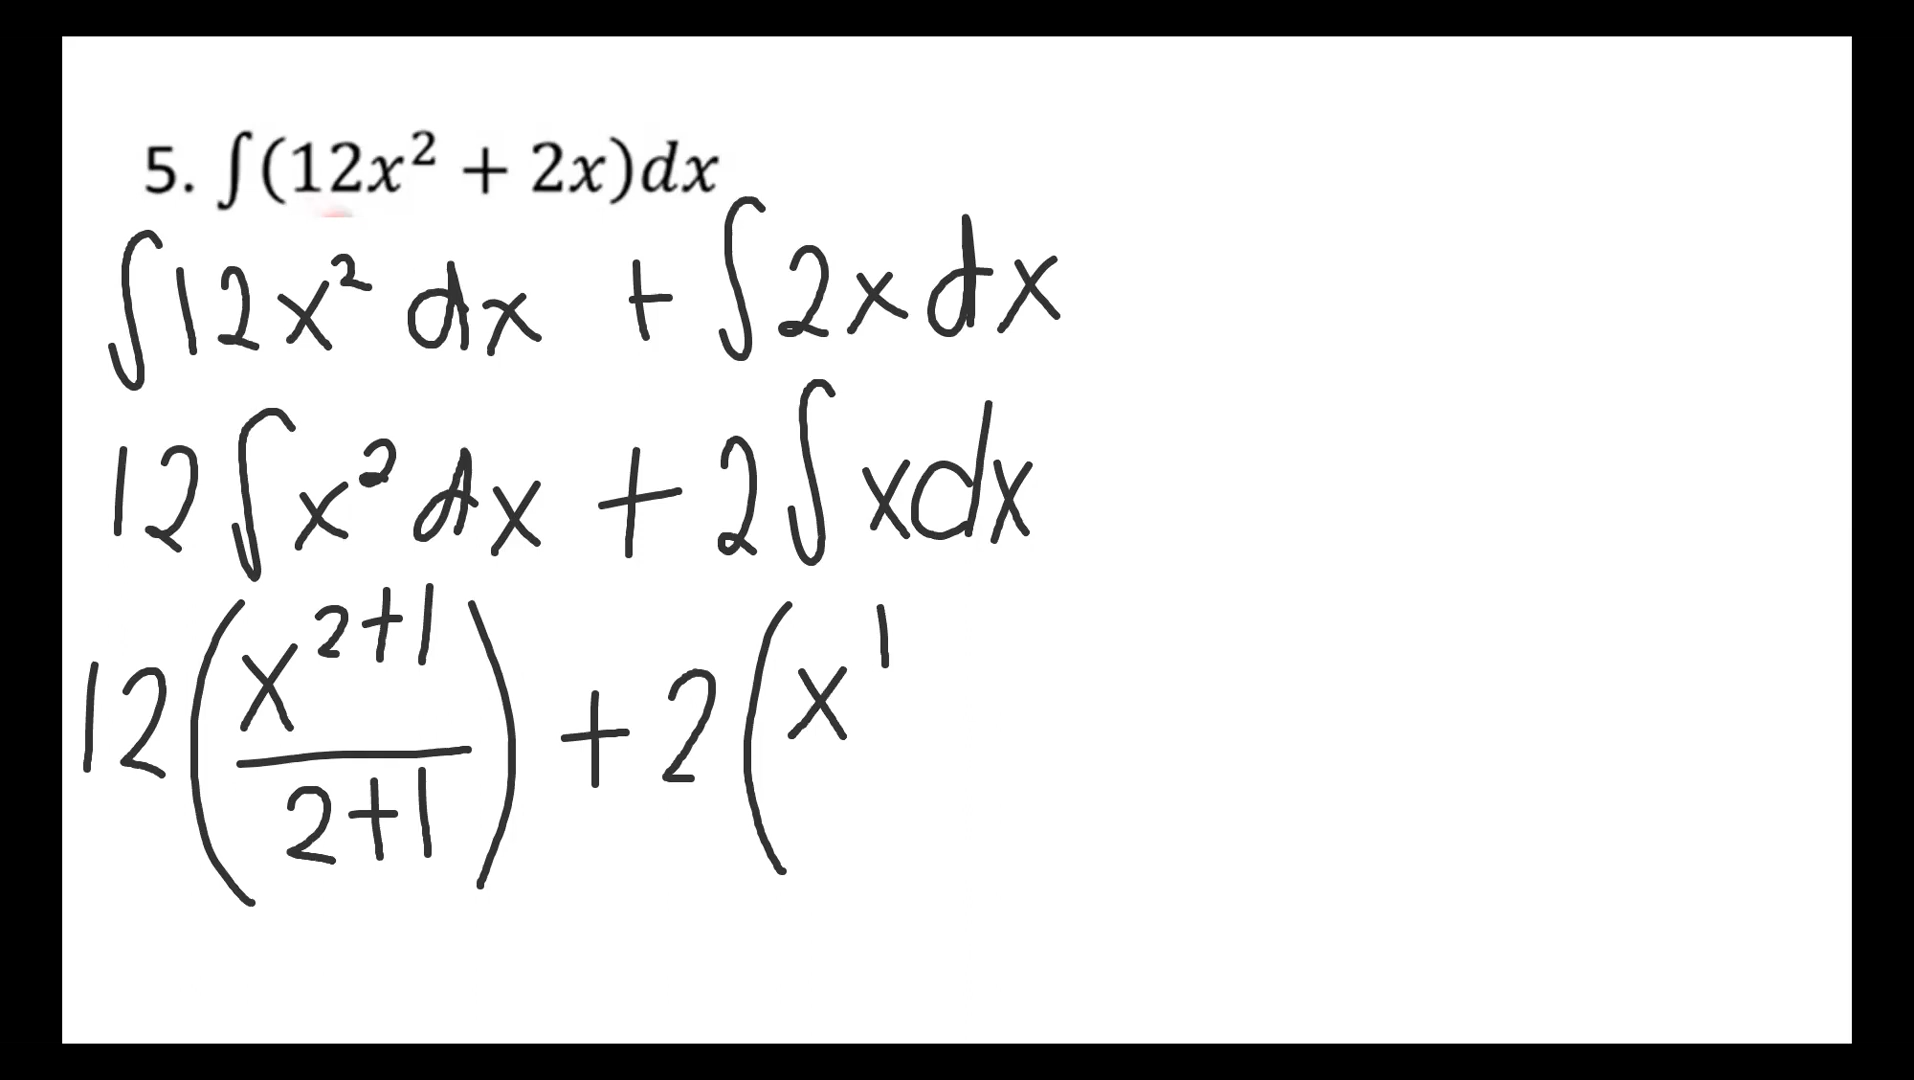 5. ∫(12x² + 2x)dx
∫12x² dx + ∫2x dx
12∫x² dx + 2∫xdx
12(x^(2+1)/(2+1)) + 2(x¹